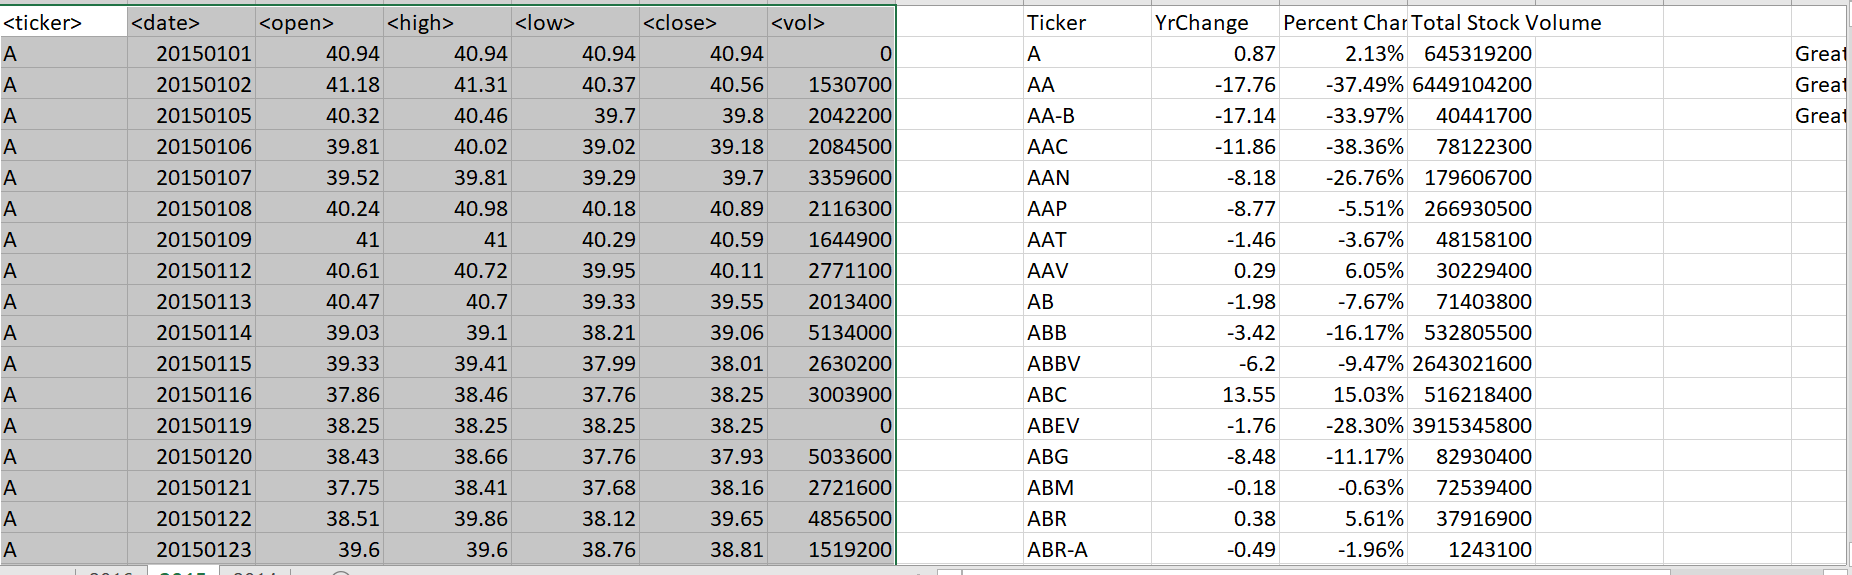 <ticker> <date> <open> <high> <low> <close> <vol> Ticker YrChange Percent Char Total Stock Volume
A 20150101 40.94 40.94 40.94 40.94 0 A 0.87 2.13% 645319200 Great
A 20150102 41.18 41.31 40.37 40.56 1530700 AA -17.76 -37.49% 6449104200 Great
A 20150105 40.32 40.46 39.7 39.8 2042200 AA-B -17.14 -33.97% 40441700 Great
A 20150106 39.81 40.02 39.02 39.18 2084500 AAC -11.86 -38.36% 78122300
A 20150107 39.52 39.81 39.29 39.7 3359600 AAN -8.18 -26.76% 179606700
A 20150108 40.24 40.98 40.18 40.89 2116300 AAP -8.77 -5.51% 266930500
A 20150109 41 41 40.29 40.59 1644900 AAT -1.46 -3.67% 48158100
A 20150112 40.61 40.72 39.95 40.11 2771100 AAV 0.29 6.05% 30229400
A 20150113 40.47 40.7 39.33 39.55 2013400 AB -1.98 -7.67% 71403800
A 20150114 39.03 39.1 38.21 39.06 5134000 ABB -3.42 -16.17% 532805500
A 20150115 39.33 39.41 37.99 38.01 2630200 ABBV -6.2 -9.47% 2643021600
A 20150116 37.86 38.46 37.76 38.25 3003900 ABC 13.55 15.03% 516218400
A 20150119 38.25 38.25 38.25 38.25 0 ABEV -1.76 -28.30% 3915345800
A 20150120 38.43 38.66 37.76 37.93 5033600 ABG -8.48 -11.17% 82930400
A 20150121 37.75 38.41 37.68 38.16 2721600 ABM -0.18 -0.63% 72539400
A 20150122 38.51 39.86 38.12 39.65 4856500 ABR 0.38 5.61% 37916900
A 20150123 39.6 39.6 38.76 38.81 1519200 ABR-A -0.49 -1.96% 1243100